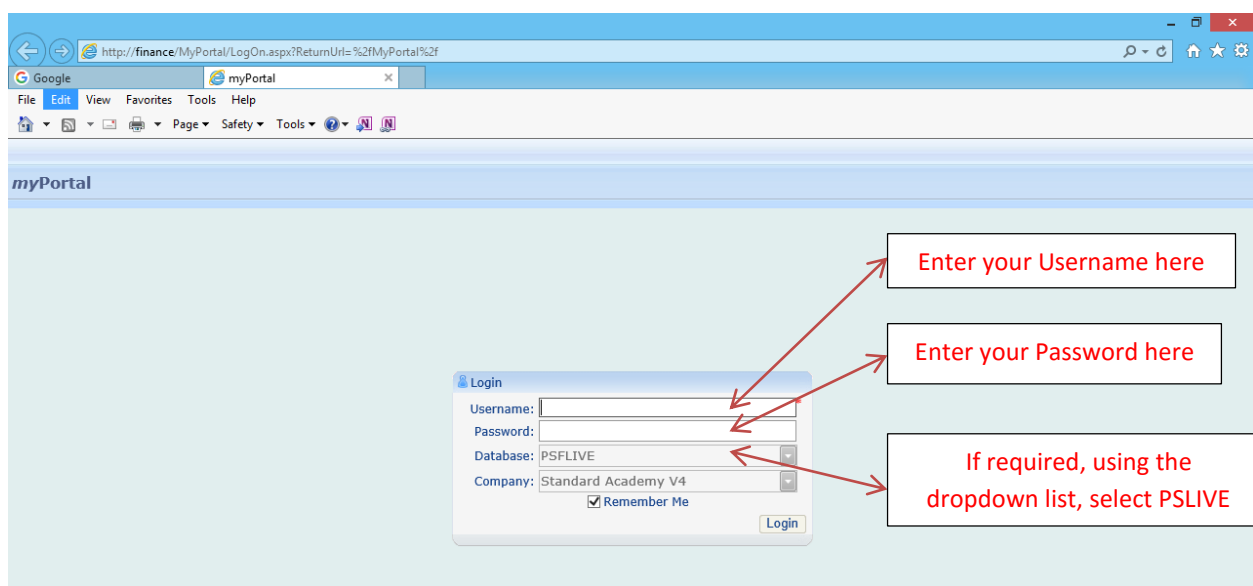 http://finance/MyPortal/LogOn.aspx?ReturnUrl=%2fMyPortal%2f
Google
myPortal
File Edit View Favorites Tools Help
Page Safety Tools
myPortal
Enter your Username here
Enter your Password here
Login
Username:
Password:
Database: PSFLIVE
Company: Standard Academy V4
Remember Me
Login
If required, using the
dropdown list, select PSLIVE